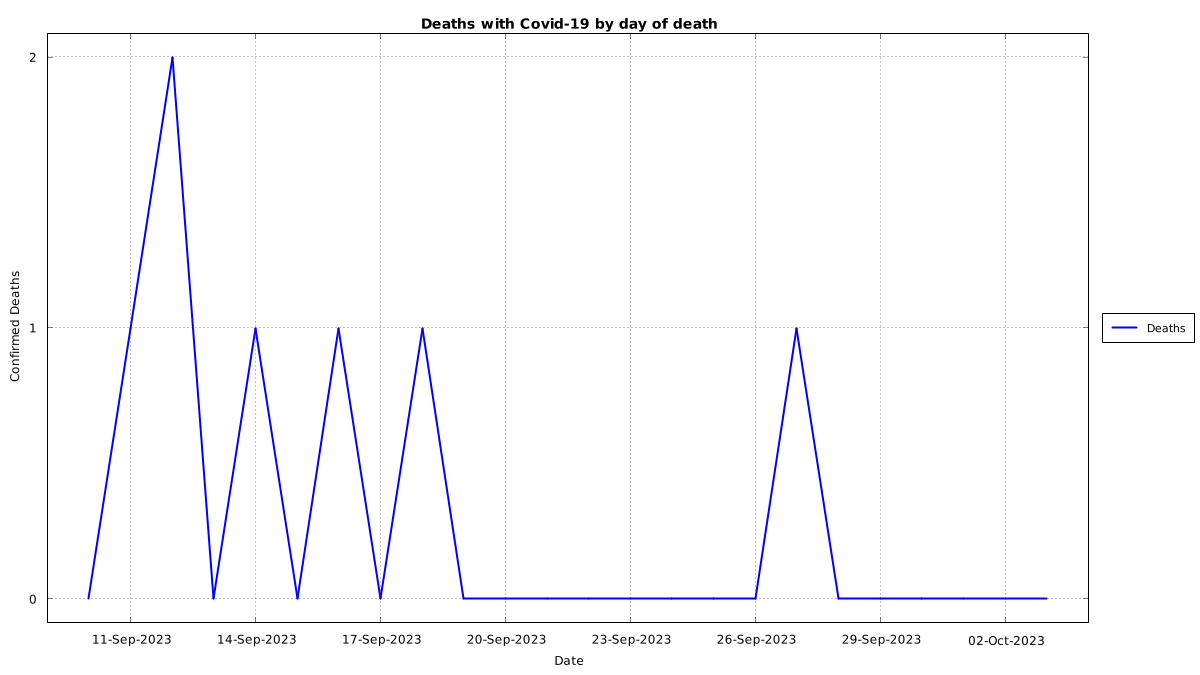 Deaths with Covid-19 by day of death
2
1
0
Confirmed Deaths
11-Sep-2023 14-Sep-2023 17-Sep-2023 20-Sep-2023 23-Sep-2023 26-Sep-2023 29-Sep-2023 02-Oct-2023
Date
Deaths